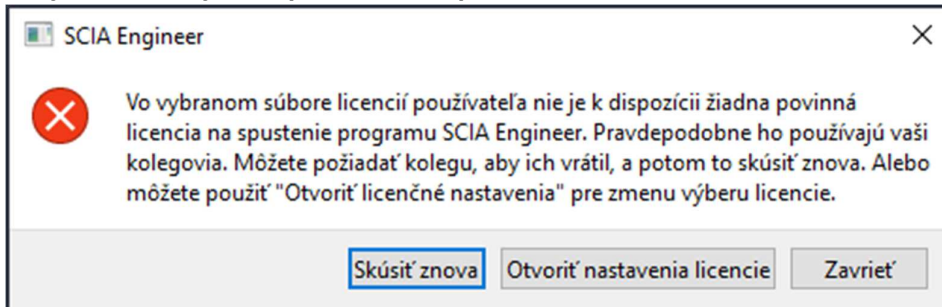 SCIA Engineer
Vo vybranom súbore licencií používateľa nie je k dispozícii žiadna povinná
licencia na spustenie programu SCIA Engineer. Pravdepodobne ho používajú vaši
kolegovia. Môžete požiadať kolegu, aby ich vrátil, a potom to skúsiť znova. Alebo
môžete použiť "Otvoriť licenčné nastavenia" pre zmenu výberu licencie.
Skúsiť znova
Otvoriť nastavenia licencie
Zavrieť